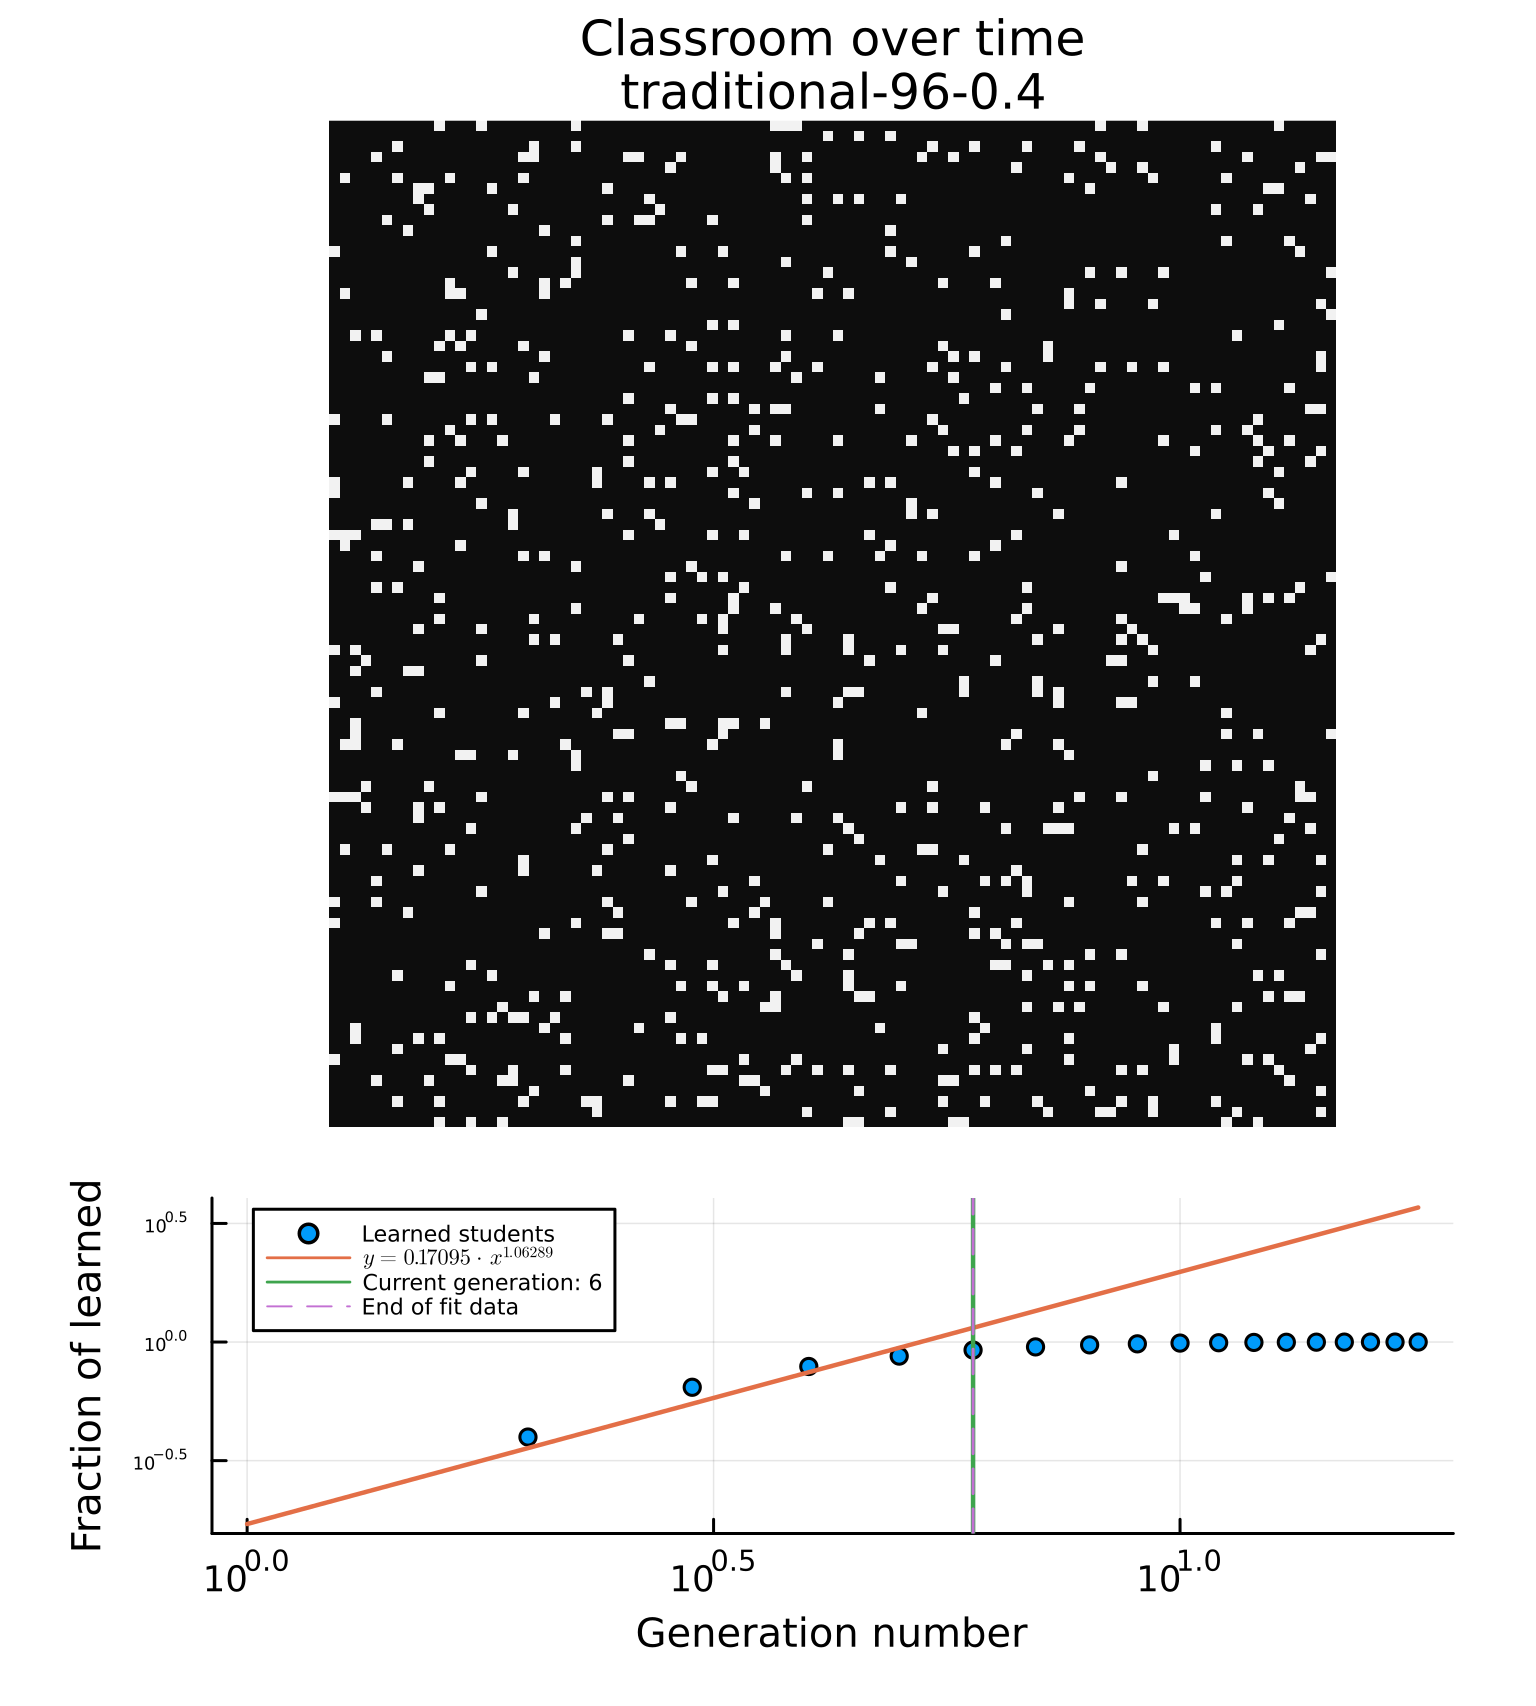 Classroom over time
traditional-96-0.4
Fraction of learned
10^0.5
10^0.0
10^−0.5
Learned students
y = 0.17095 · x^1.06289
Current generation: 6
End of fit data
10^0.0 10^0.5 10^1.0
Generation number